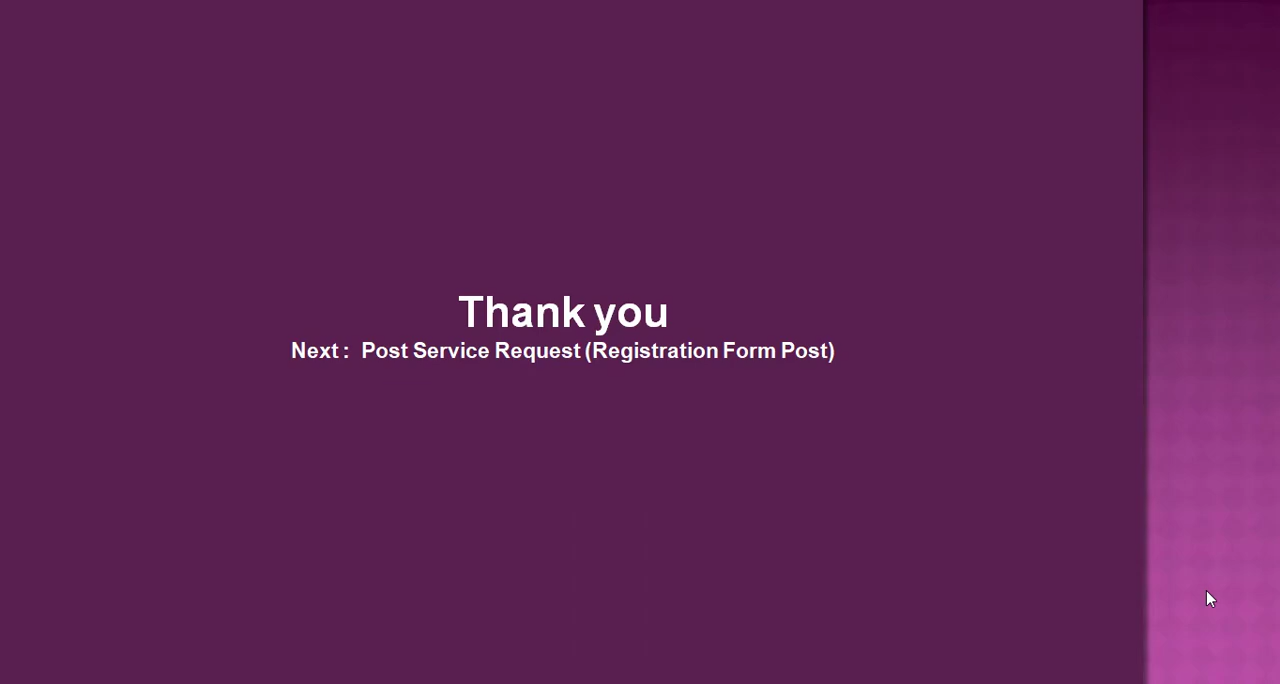 Thank you
Next : Post Service Request (Registration Form Post)